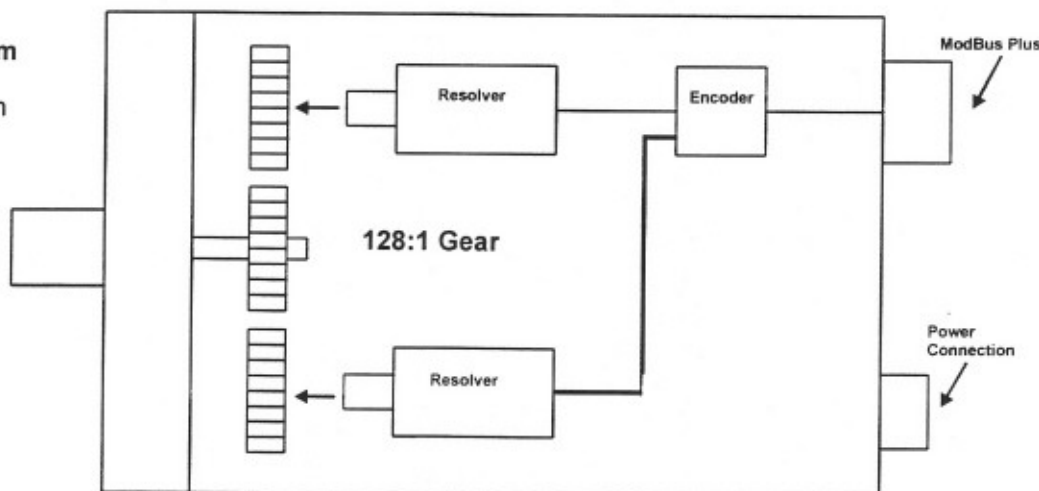 m
n
ModBus Plus
Resolver
Encoder
128:1 Gear
Power
Connection
Resolver